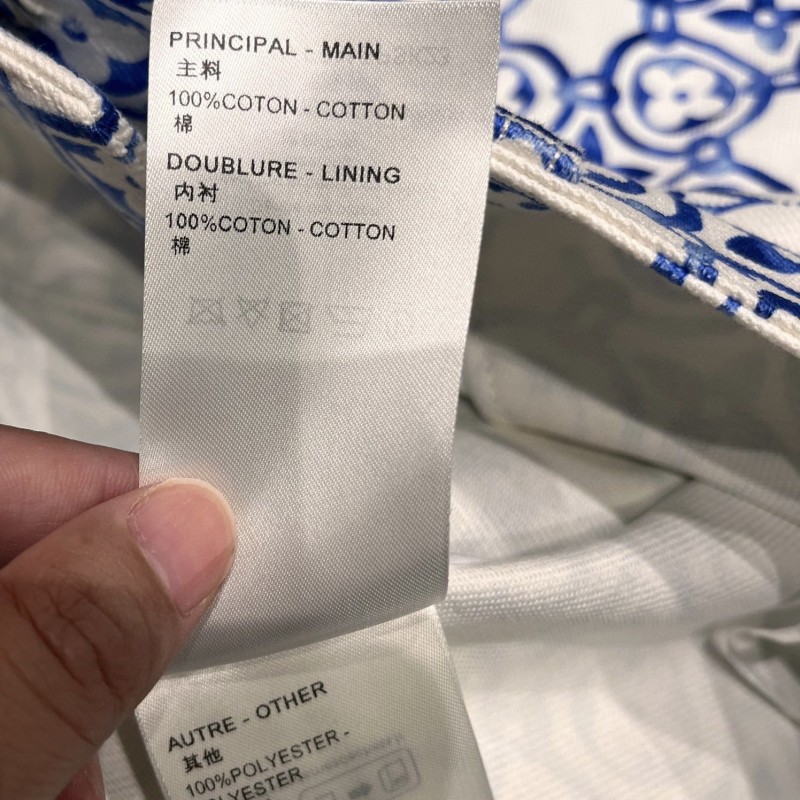 PRINCIPAL - MAIN
主料
100%COTON - COTTON
棉
DOUBLURE - LINING
内衬
100%COTON - COTTON
棉
AUTRE - OTHER
其他
100%POLYESTER -
POLYESTER